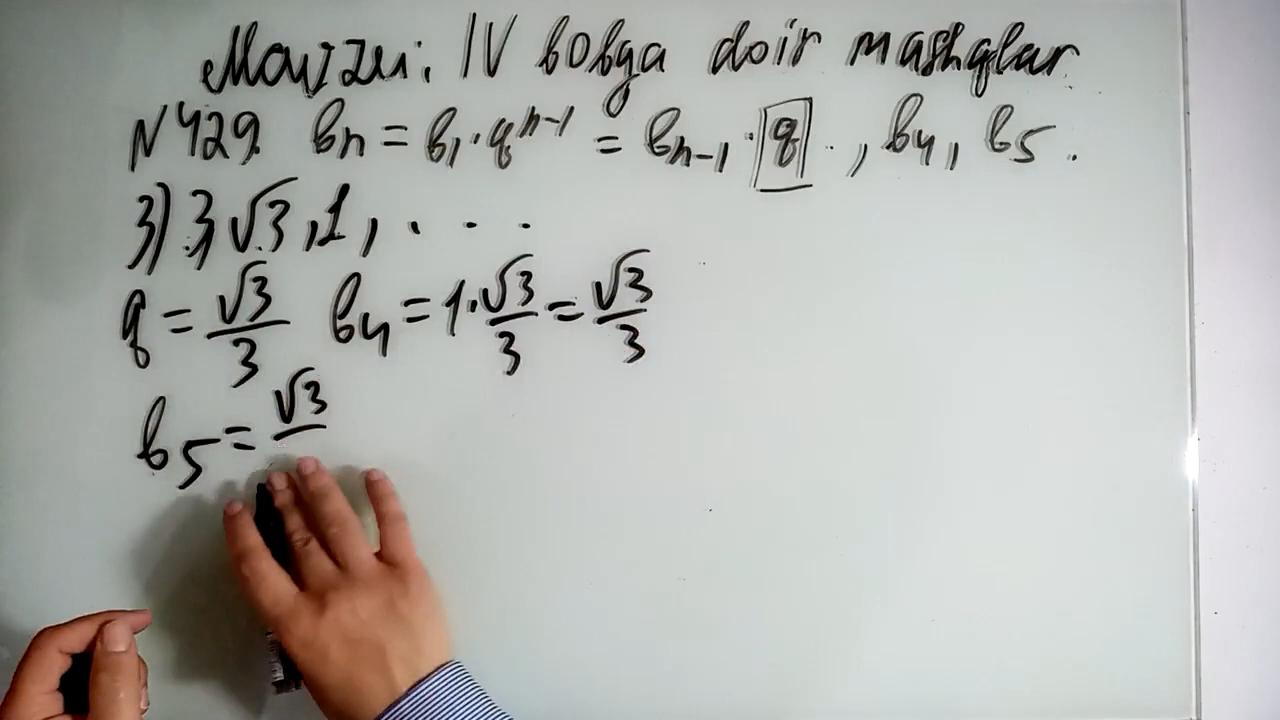 Mavzu: IV bobga doir mashqlar
N429. bn = b₁·qⁿ⁻¹ = bₙ₋₁·q. , b₄, b₅.
3) 3, √3, 1, . . .
q = √3/3 b₄ = 1·√3/3 = √3/3
b₅ = √3